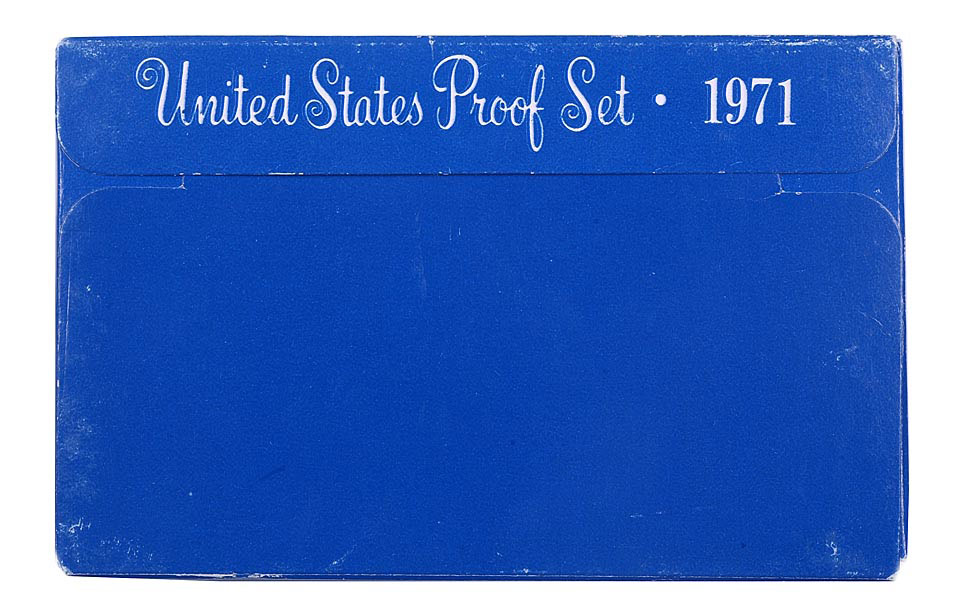 United States Proof Set • 1971